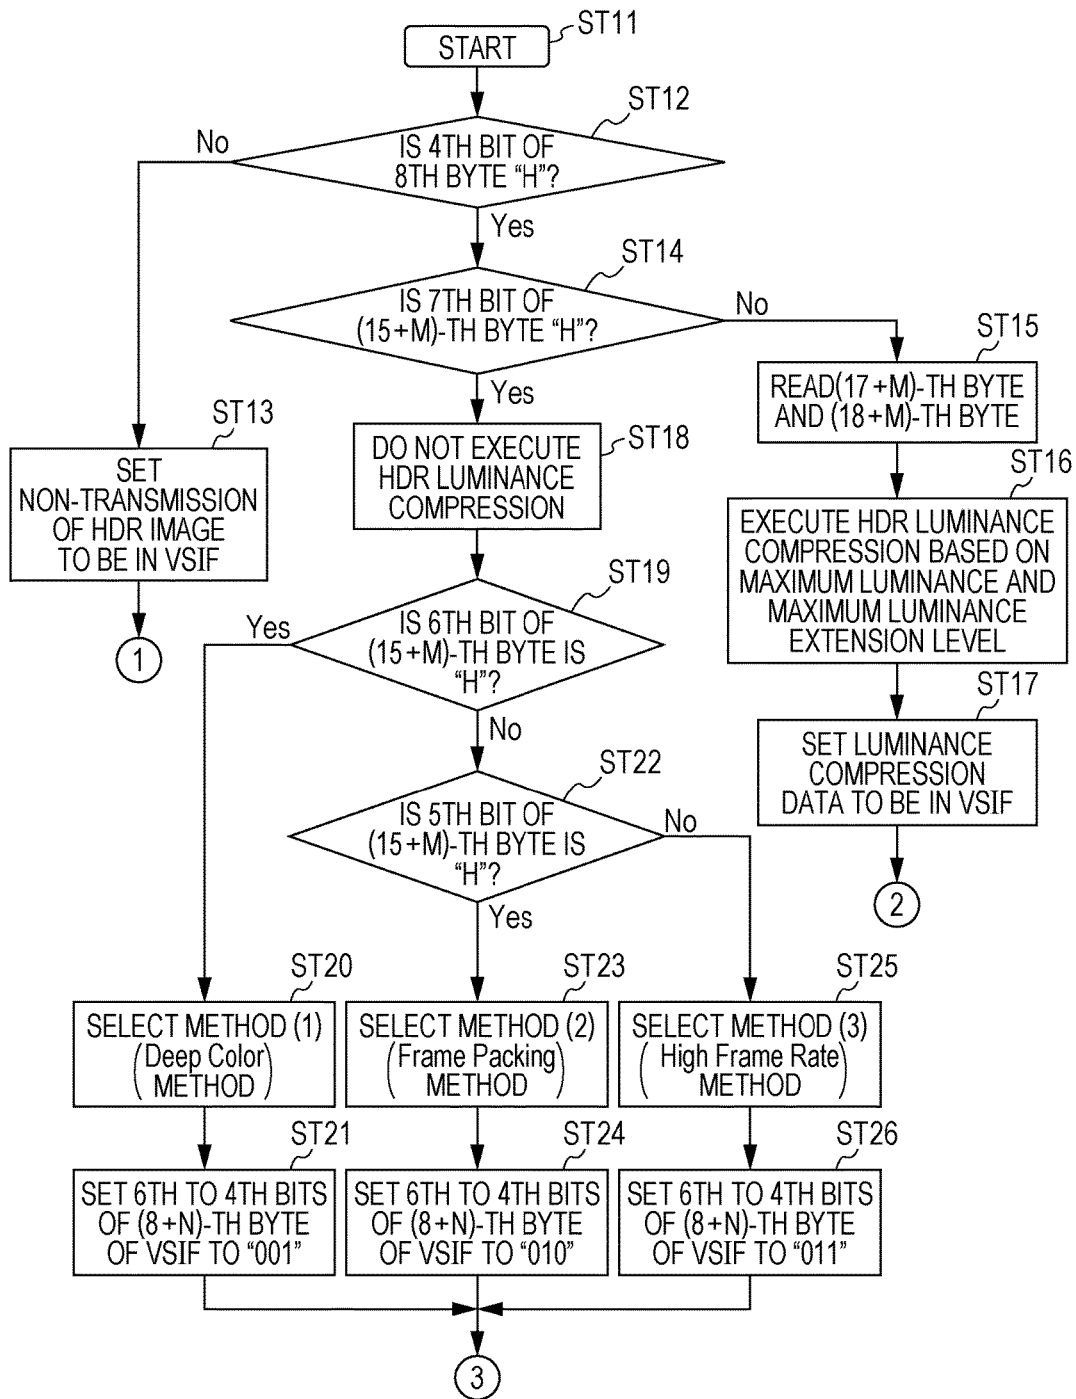 ST11
START
ST12
No
IS 4TH BIT OF
8TH BYTE “H”?
Yes
ST14
IS 7TH BIT OF
(15+M)-TH BYTE “H”?
No
ST15
READ(17+M)-TH BYTE
AND (18+M)-TH BYTE
Yes
ST13
SET
NON-TRANSMISSION
OF HDR IMAGE
TO BE IN VSIF
1
ST18
DO NOT EXECUTE
HDR LUMINANCE
COMPRESSION
ST16
EXECUTE HDR LUMINANCE
COMPRESSION BASED ON
MAXIMUM LUMINANCE AND
MAXIMUM LUMINANCE
EXTENSION LEVEL
ST19
Yes
IS 6TH BIT OF
(15+M)-TH BYTE IS
“H”?
No
ST17
SET LUMINANCE
COMPRESSION
DATA TO BE IN VSIF
2
ST22
IS 5TH BIT OF
(15+M)-TH BYTE IS
“H”?
No
Yes
ST20
SELECT METHOD (1)
(Deep Color
METHOD)
ST23
SELECT METHOD (2)
(Frame Packing
METHOD)
ST25
SELECT METHOD (3)
(High Frame Rate
METHOD)
ST21
SET 6TH TO 4TH BITS
OF (8+N)-TH BYTE
OF VSIF TO “001”
ST24
SET 6TH TO 4TH BITS
OF (8+N)-TH BYTE
OF VSIF TO “010”
ST26
SET 6TH TO 4TH BITS
OF (8+N)-TH BYTE
OF VSIF TO “011”
3